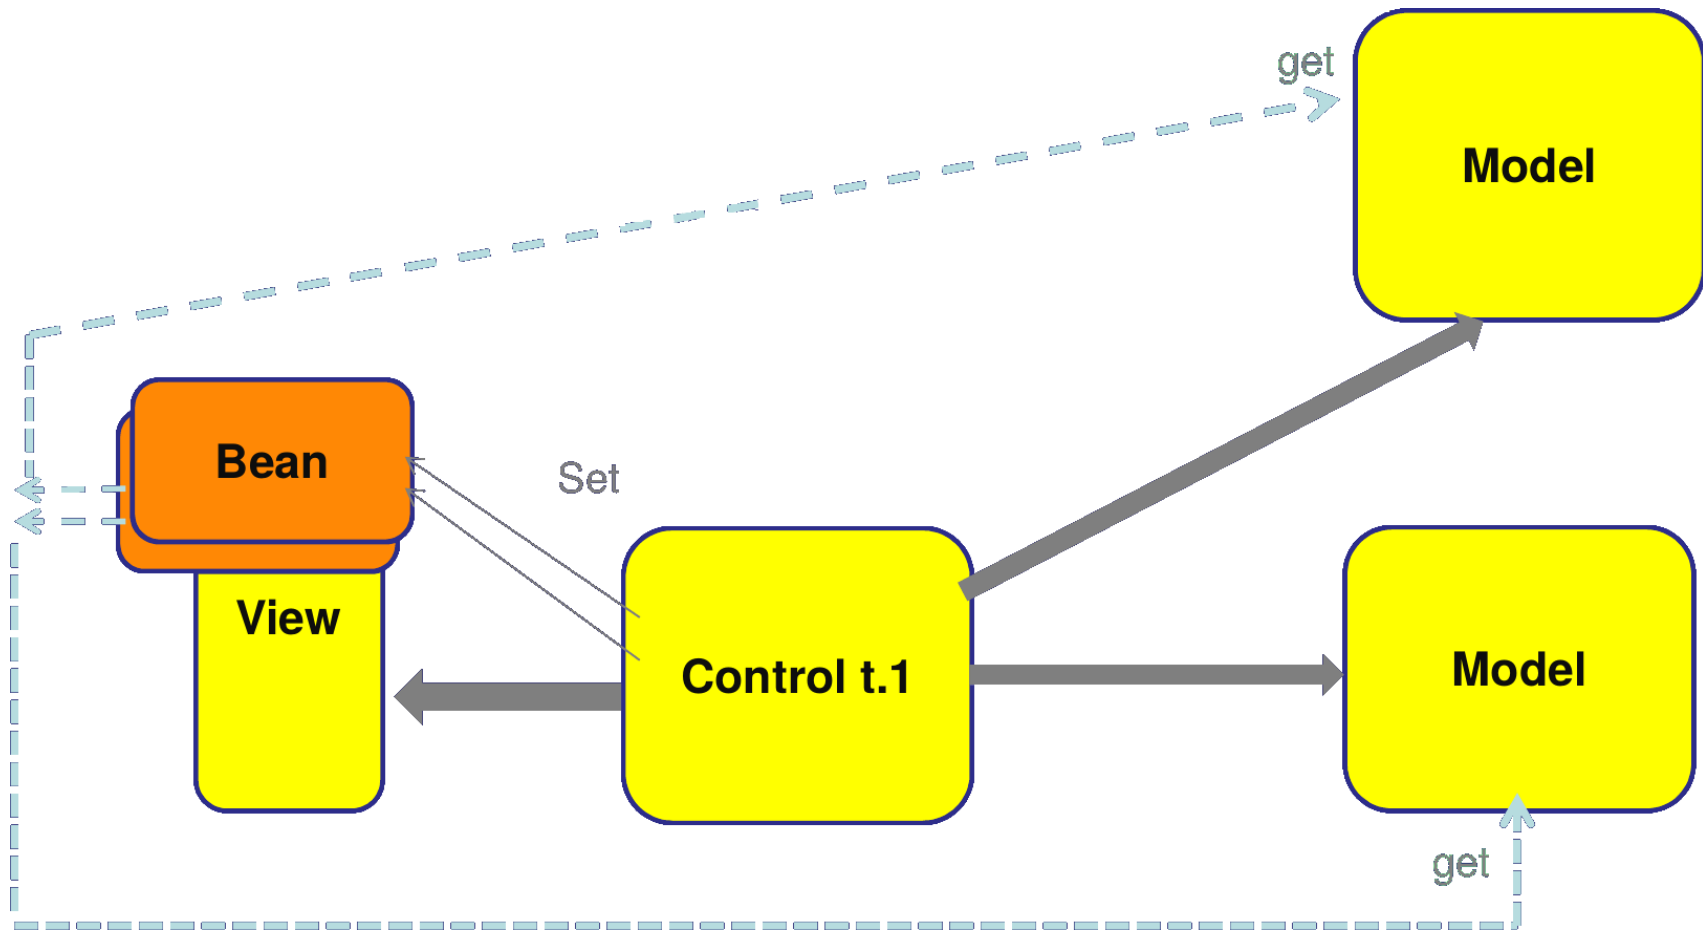 get
Model
Bean
Set
View
Control t.1
Model
get